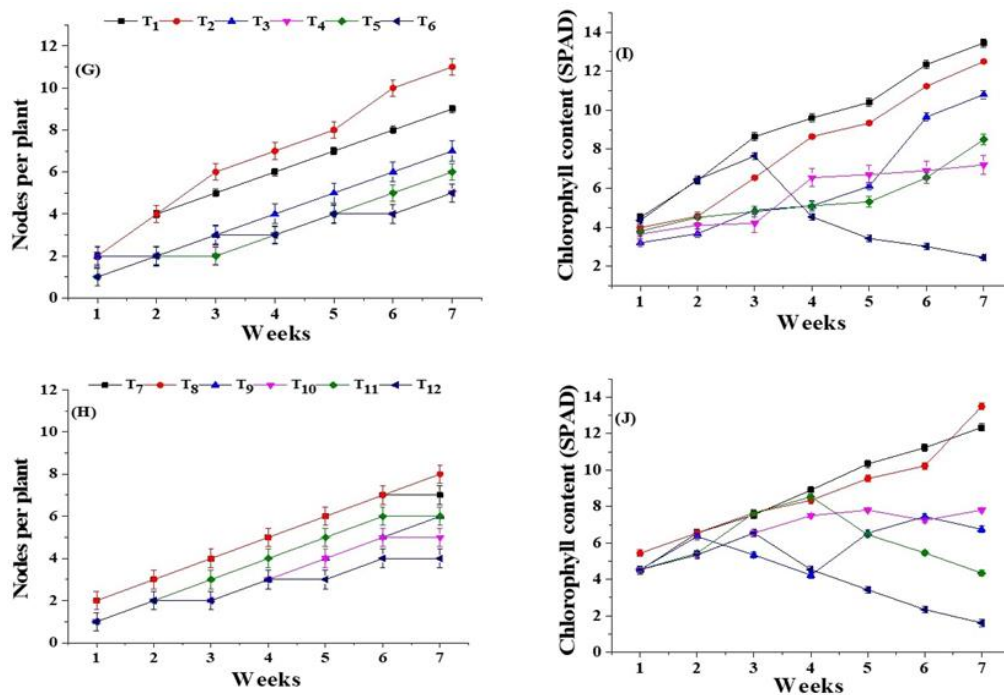 T1 T2 T3 T4 T5 T6
(G)
Nodes per plant
12
10
8
6
4
2
0
1 2 3 4 5 6 7
Weeks
(I)
Chlorophyll content (SPAD)
14
12
10
8
6
4
2
1 2 3 4 5 6 7
Weeks
T7 T8 T9 T10 T11 T12
(H)
Nodes per plant
12
10
8
6
4
2
0
1 2 3 4 5 6 7
Weeks
(J)
Chlorophyll content (SPAD)
14
12
10
8
6
4
2
0
1 2 3 4 5 6 7
Weeks